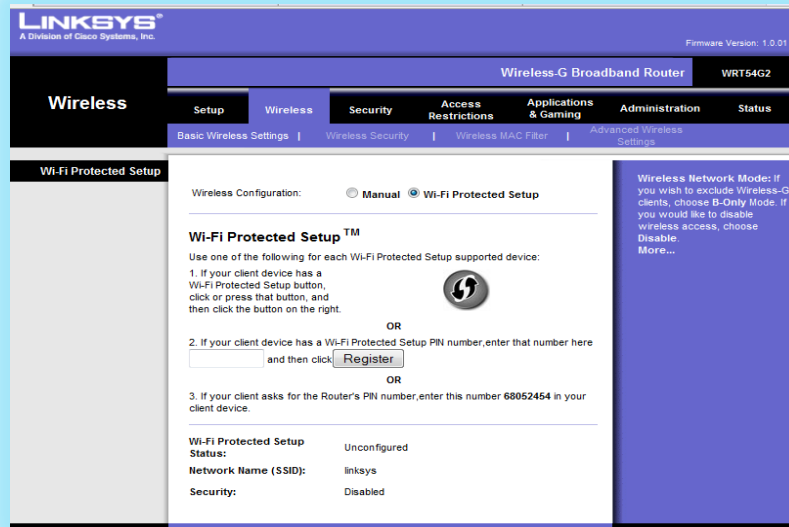 LINKSYS®
A Division of Cisco Systems, Inc.
Firmware Version: 1.0.01
Wireless-G Broadband Router WRT54G2
Wireless
Setup Wireless Security Access Restrictions Applications & Gaming Administration Status
Basic Wireless Settings | Wireless Security | Wireless MAC Filter | Advanced Wireless Settings
Wi-Fi Protected Setup
Wireless Configuration: Manual Wi-Fi Protected Setup
Wi-Fi Protected Setup TM
Use one of the following for each Wi-Fi Protected Setup supported device:
1. If your client device has a
Wi-Fi Protected Setup button,
click or press that button, and
then click the button on the right.
OR
2. If your client device has a Wi-Fi Protected Setup PIN number,enter that number here
and then click Register
OR
3. If your client asks for the Router's PIN number,enter this number 68052454 in your
client device.
Wi-Fi Protected Setup
Status: Unconfigured
Network Name (SSID): linksys
Security: Disabled
Wireless Network Mode: If
you wish to exclude Wireless-G
clients, choose B-Only Mode. If
you would like to disable
wireless access, choose
Disable.
More...